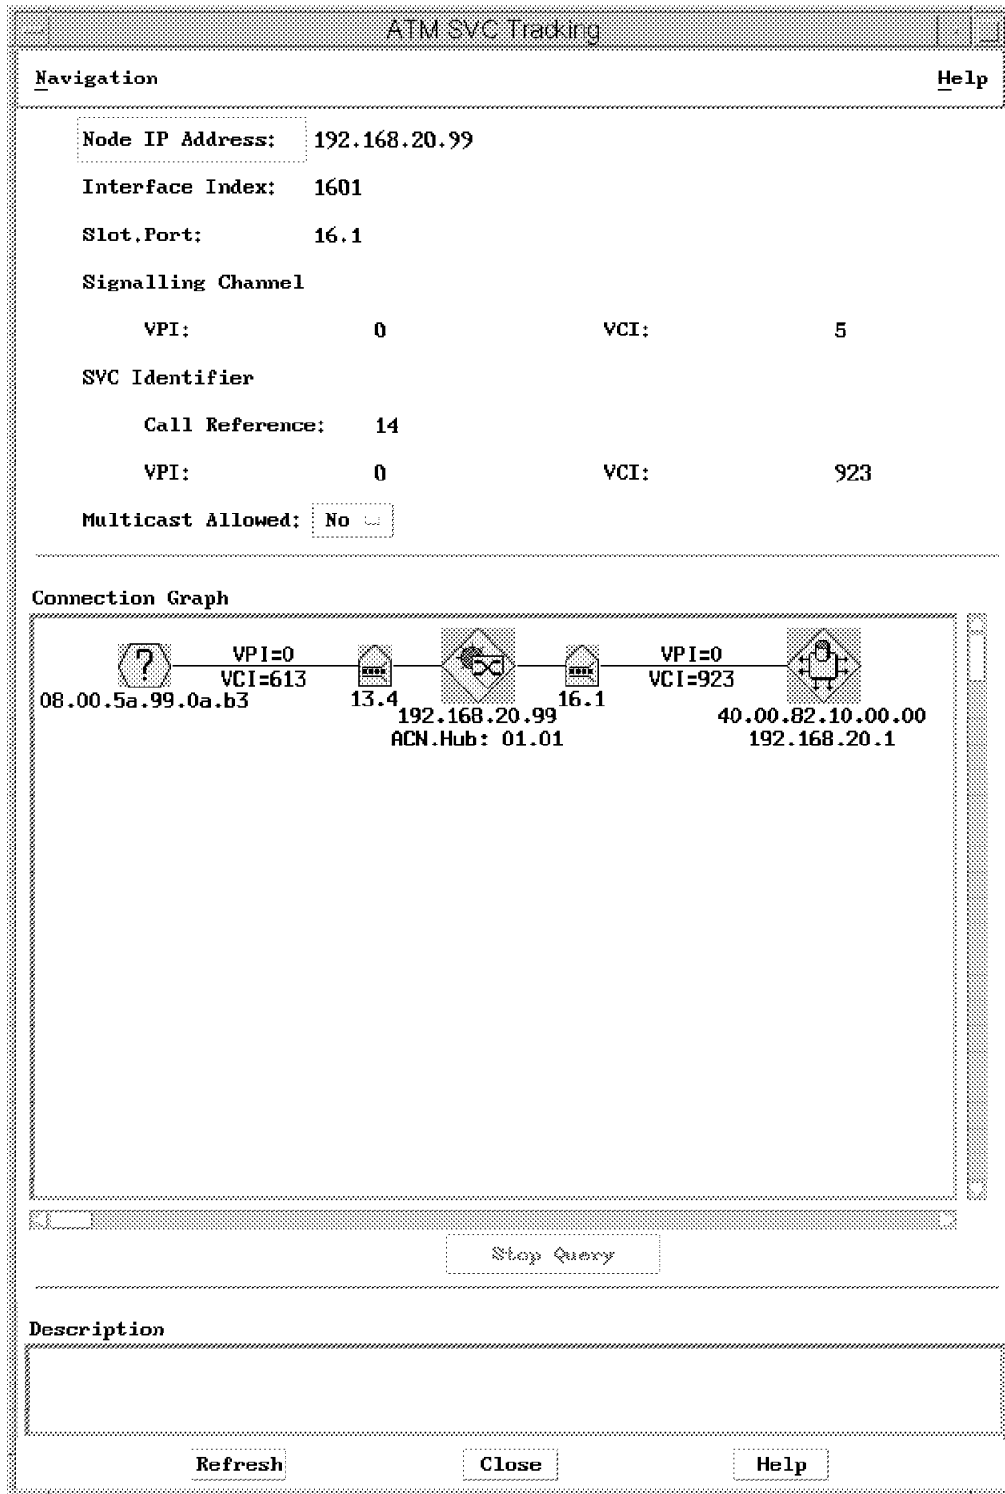 ATM SVC Tracking
Navigation Help
Node IP Address: 192.168.20.99
Interface Index: 1601
Slot.Port: 16.1
Signalling Channel
VPI: 0 VCI: 5
SVC Identifier
Call Reference: 14
VPI: 0 VCI: 923
Multicast Allowed: No
Connection Graph
?
VPI=0 VPI=0
VCI=613 VCI=923
08.00.5a.99.0a.b3 13.4 16.1
192.168.20.99 40.00.82.10.00.00
ACN.Hub: 01.01 192.168.20.1
Stop Query
Description
Refresh Close Help